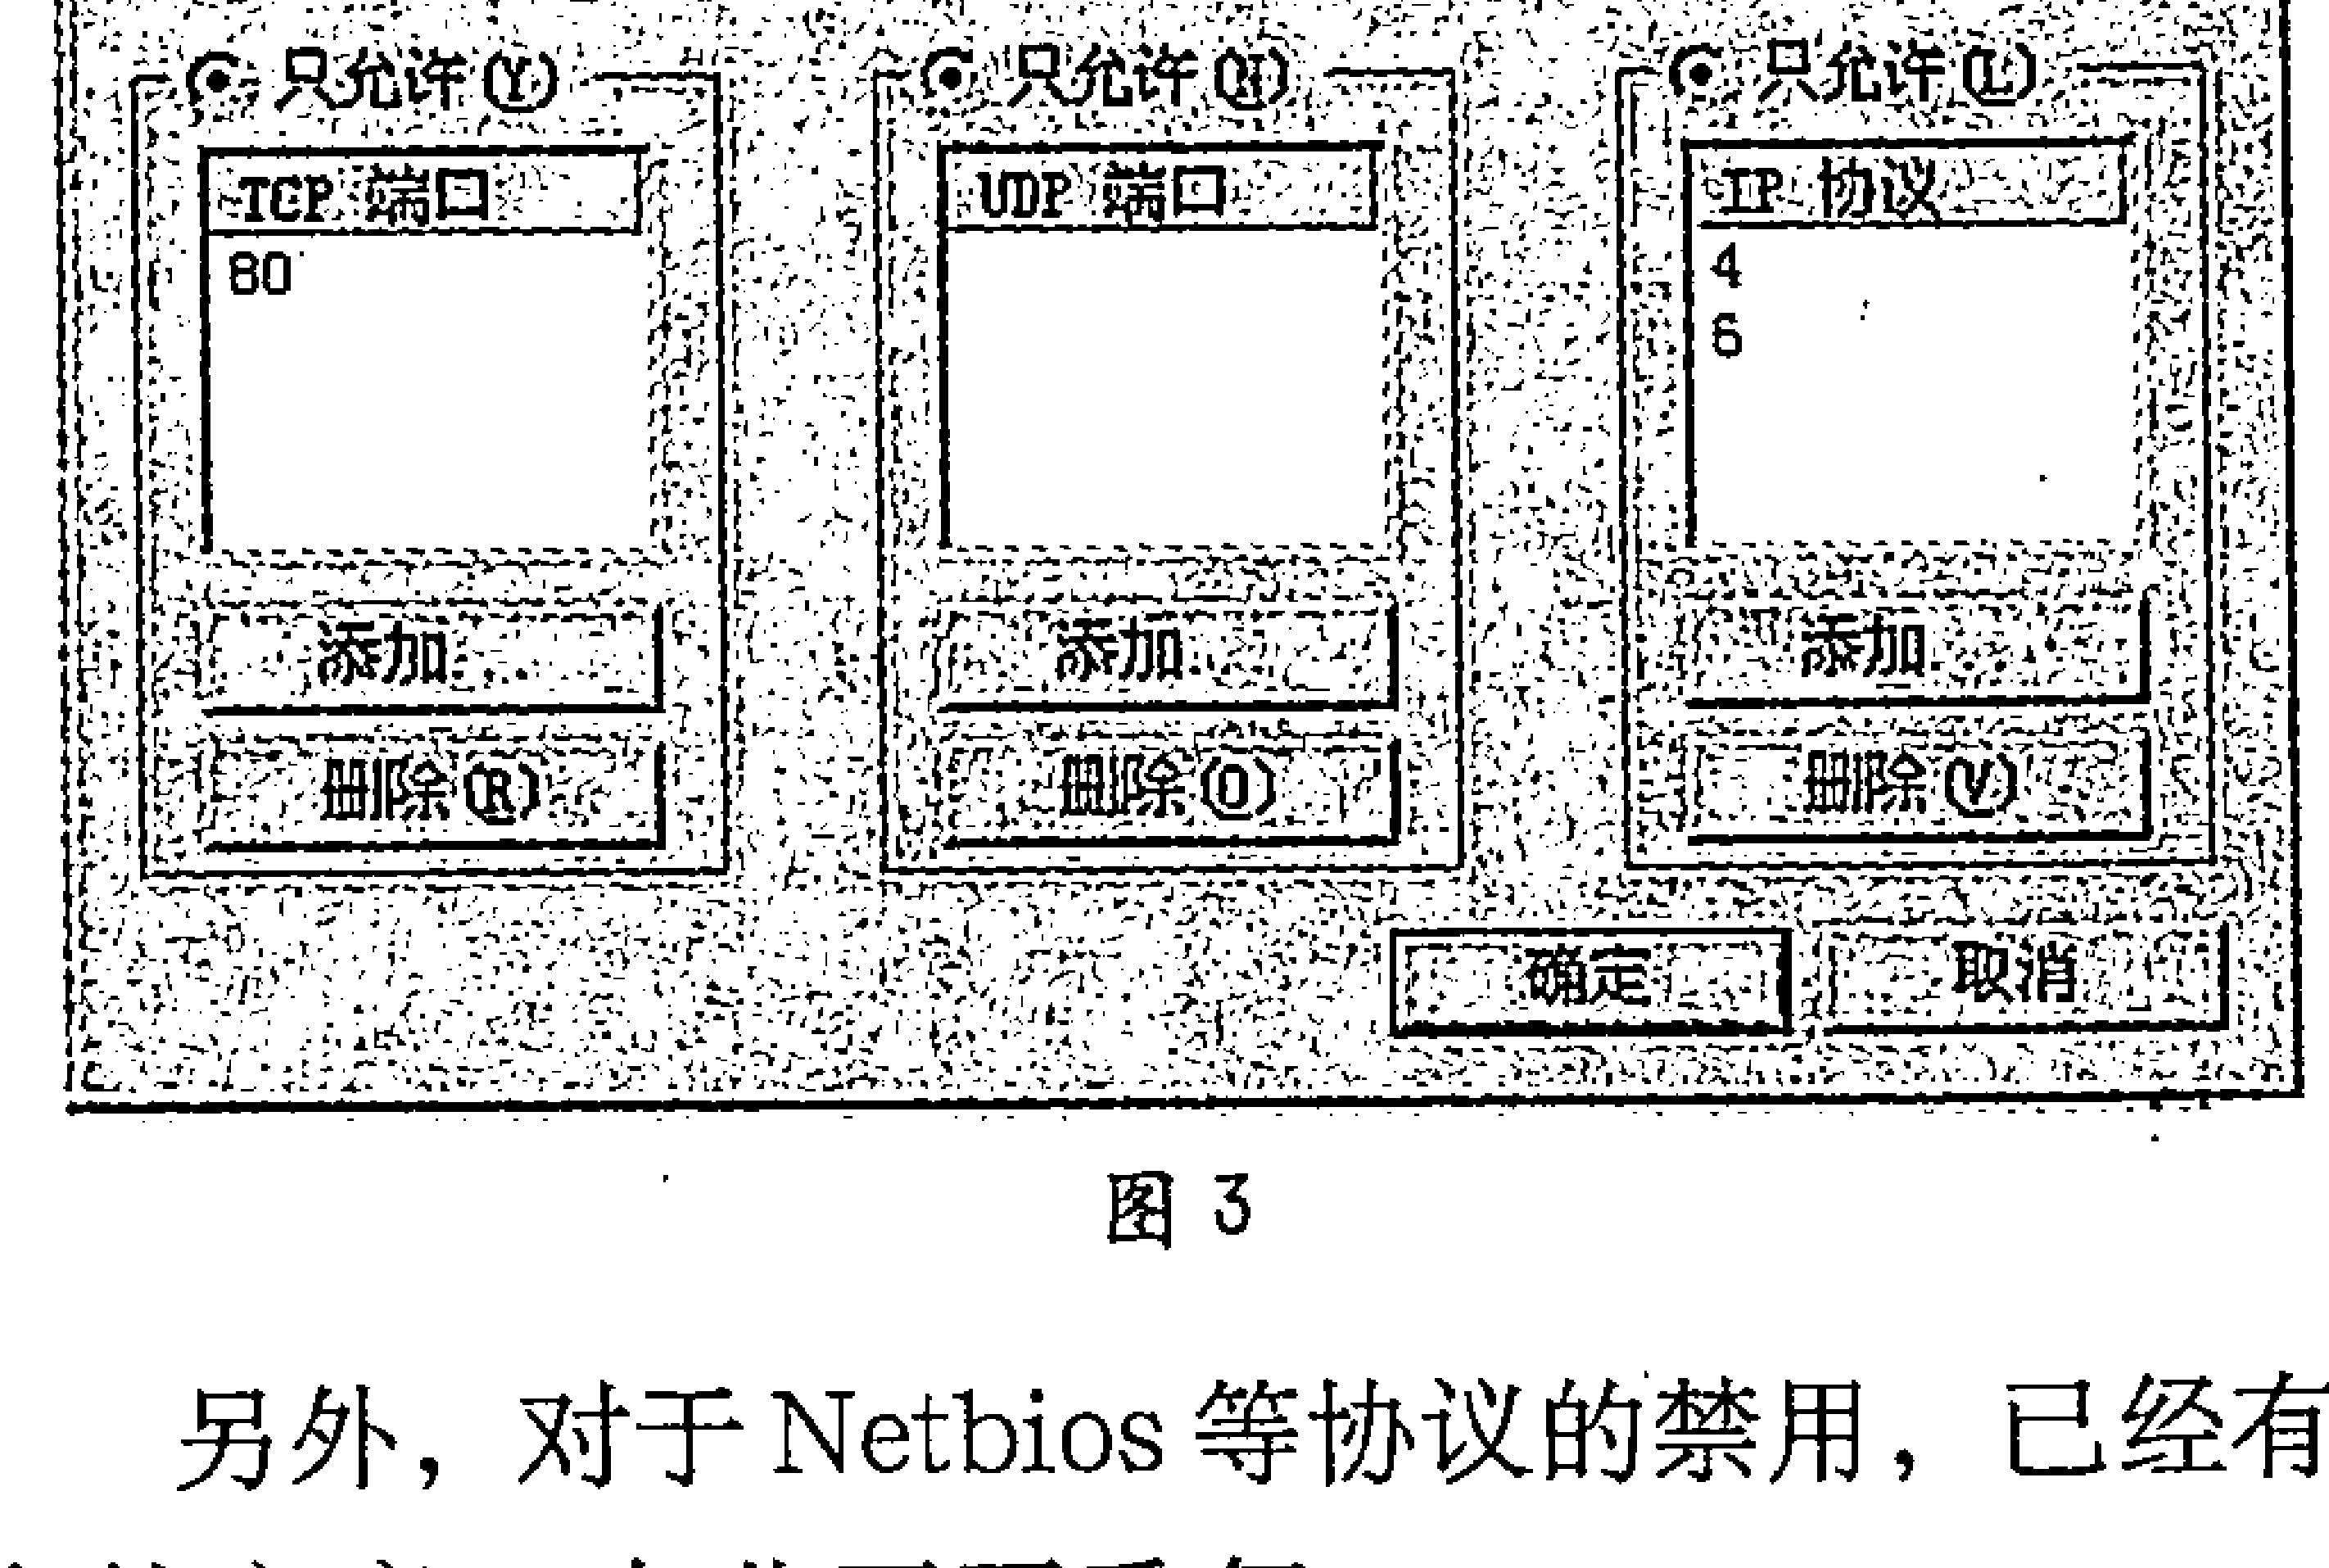 只允许(Y) 只允许(N) 只允许(L)
TCP 端口 UDP 端口 IP 协议
80 4
6
添加... 添加... 添加...
删除(R) 删除(O) 删除(V)
确定 取消
图 3
另外，对于 Netbios 等协议的禁用，已经有